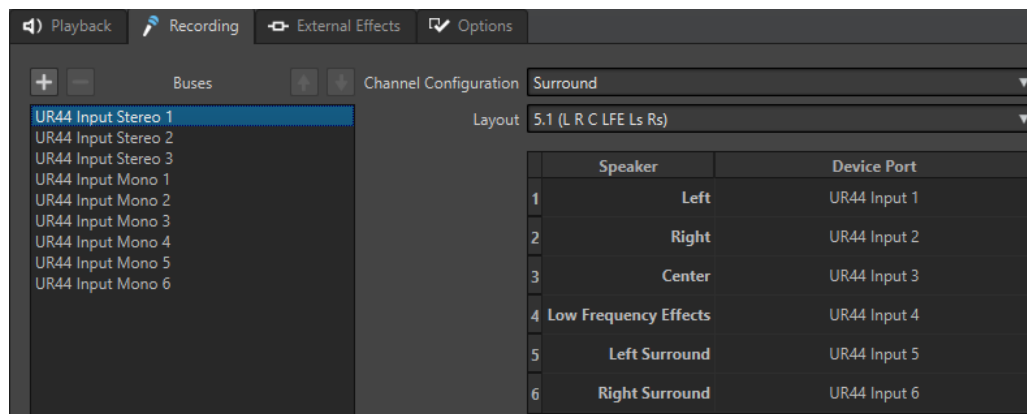 Playback Recording External Effects Options
Buses Channel Configuration Surround
Layout 5.1 (L R C LFE Ls Rs)
UR44 Input Stereo 1
UR44 Input Stereo 2
UR44 Input Stereo 3
UR44 Input Mono 1
UR44 Input Mono 2
UR44 Input Mono 3
UR44 Input Mono 4
UR44 Input Mono 5
UR44 Input Mono 6
Speaker Device Port
1 Left UR44 Input 1
2 Right UR44 Input 2
3 Center UR44 Input 3
4 Low Frequency Effects UR44 Input 4
5 Left Surround UR44 Input 5
6 Right Surround UR44 Input 6